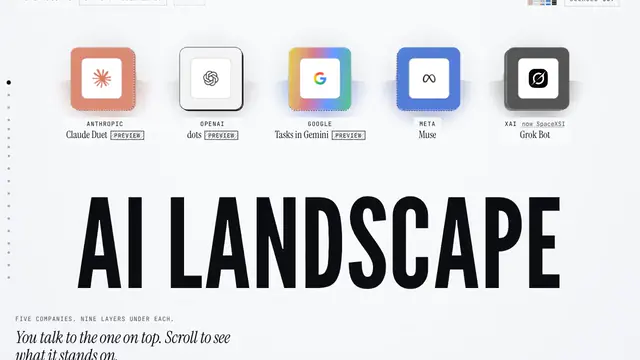 ANTHROPIC
Claude Duet PREVIEW
OPENAI
dots PREVIEW
GOOGLE
Tasks in Gemini PREVIEW
META
Muse
XAI now SpaceXSI
Grok Bot
AI LANDSCAPE
FIVE COMPANIES, NINE LAYERS UNDER EACH.
You talk to the one on top. Scroll to see
what it stands on.